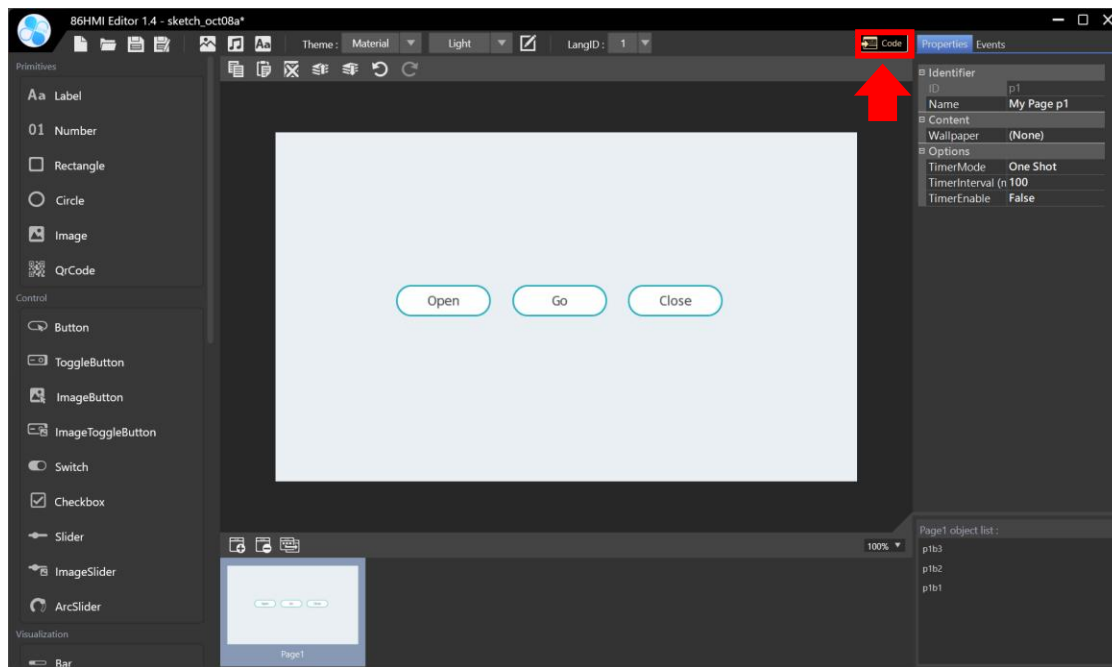 86HMI Editor 1.4 - sketch_oct08a*
Theme : Material Light LangID : 1 Code
Properties Events
Primitives
Aa Label
01 Number
Rectangle
Circle
Image
QrCode
Control
Button
ToggleButton
ImageButton
ImageToggleButton
Switch
Checkbox
Slider
ImageSlider
ArcSlider
Visualization
Bar
Open Go Close
100%
Page1
Identifier
ID p1
Name My Page p1
Content
Wallpaper (None)
Options
TimerMode One Shot
TimerInterval (n 100
TimerEnable False
Page1 object list :
p1b3
p1b2
p1b1